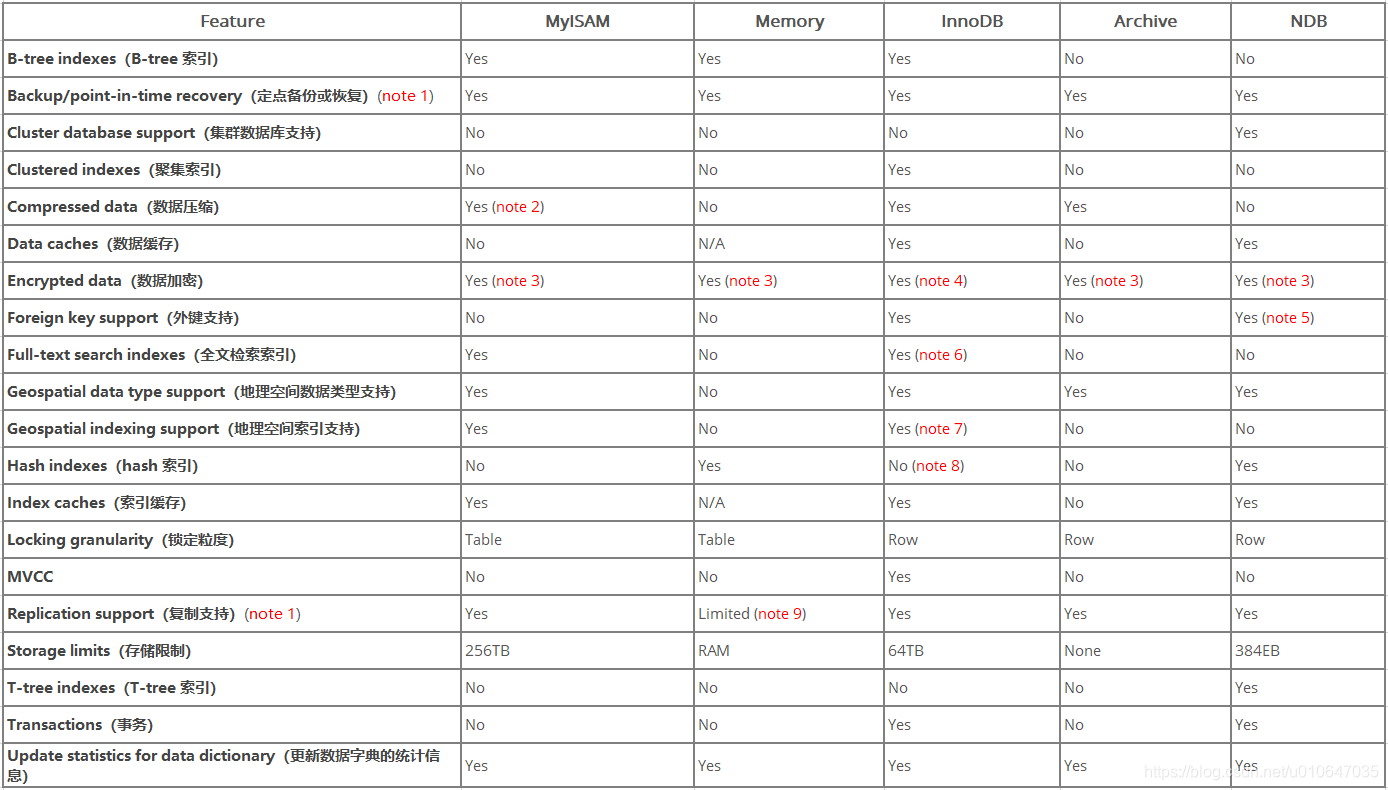 Feature MyISAM Memory InnoDB Archive NDB
B-tree indexes（B-tree 索引） Yes Yes Yes No No
Backup/point-in-time recovery（定点备份或恢复）(note 1) Yes Yes Yes Yes Yes
Cluster database support（集群数据库支持） No No No No Yes
Clustered indexes（聚集索引） No No Yes No No
Compressed data（数据压缩） Yes (note 2) No Yes Yes No
Data caches（数据缓存） No N/A Yes No Yes
Encrypted data（数据加密） Yes (note 3) Yes (note 3) Yes (note 4) Yes (note 3) Yes (note 3)
Foreign key support（外键支持） No No Yes No Yes (note 5)
Full-text search indexes（全文检索索引） Yes No Yes (note 6) No No
Geospatial data type support（地理空间数据类型支持） Yes No Yes Yes Yes
Geospatial indexing support（地理空间索引支持） Yes No Yes (note 7) No No
Hash indexes（hash 索引） No Yes No (note 8) No Yes
Index caches（索引缓存） Yes N/A Yes No Yes
Locking granularity（锁定粒度） Table Table Row Row Row
MVCC No No Yes No No
Replication support（复制支持）(note 1) Yes Limited (note 9) Yes Yes Yes
Storage limits（存储限制） 256TB RAM 64TB None 384EB
T-tree indexes（T-tree 索引） No No No No Yes
Transactions（事务） No No Yes No Yes
Update statistics for data dictionary（更新数据字典的统计信
息） Yes Yes Yes Yes Yes
https://blog.csdn.net/u010647035